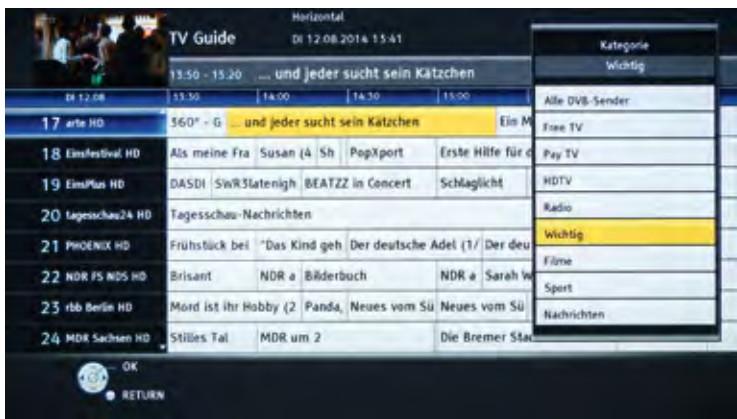 Horizontal
TV Guide
DI 12.08.2014 15:41
13:50 - 15:20 ... und jeder sucht sein Kätzchen
DI 12.08 13:30 14:00 14:30 15:00
17 arte HD 360° - G ... und jeder sucht sein Kätzchen Ein M
18 Einsfestival HD Als meine Fra Susan (4 Sh PopXport Erste Hilfe für d
19 EinsPlus HD DASDI SWR3latenigh BEATZZ in Concert Schlaglicht
20 tagesschau24 HD Tagesschau-Nachrichten
21 PHOENIX HD Frühstück bei "Das Kind geh Der deutsche Adel (1/ Der deu
22 NDR FS NDS HD Brisant NDR a Bilderbuch NDR a Sarah W
23 rbb Berlin HD Mord ist ihr Hobby (2 Panda, Neues vom Sü Neues vom Sü
24 MDR Sachsen HD Stilles Tal MDR um 2 Die Bremer Stad
OK
RETURN
Kategorie
Wichtig
Alle DVB-Sender
Free TV
Pay TV
HDTV
Radio
Wichtig
Filme
Sport
Nachrichten